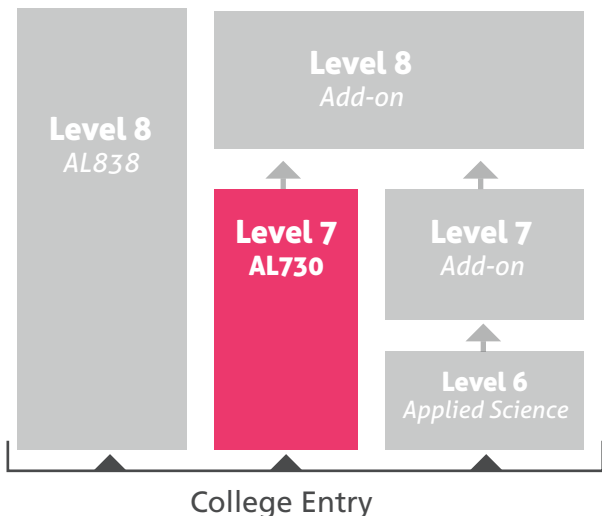 Level 8
AL838
Level 8
Add-on
Level 7
AL730
Level 7
Add-on
Level 6
Applied Science
College Entry